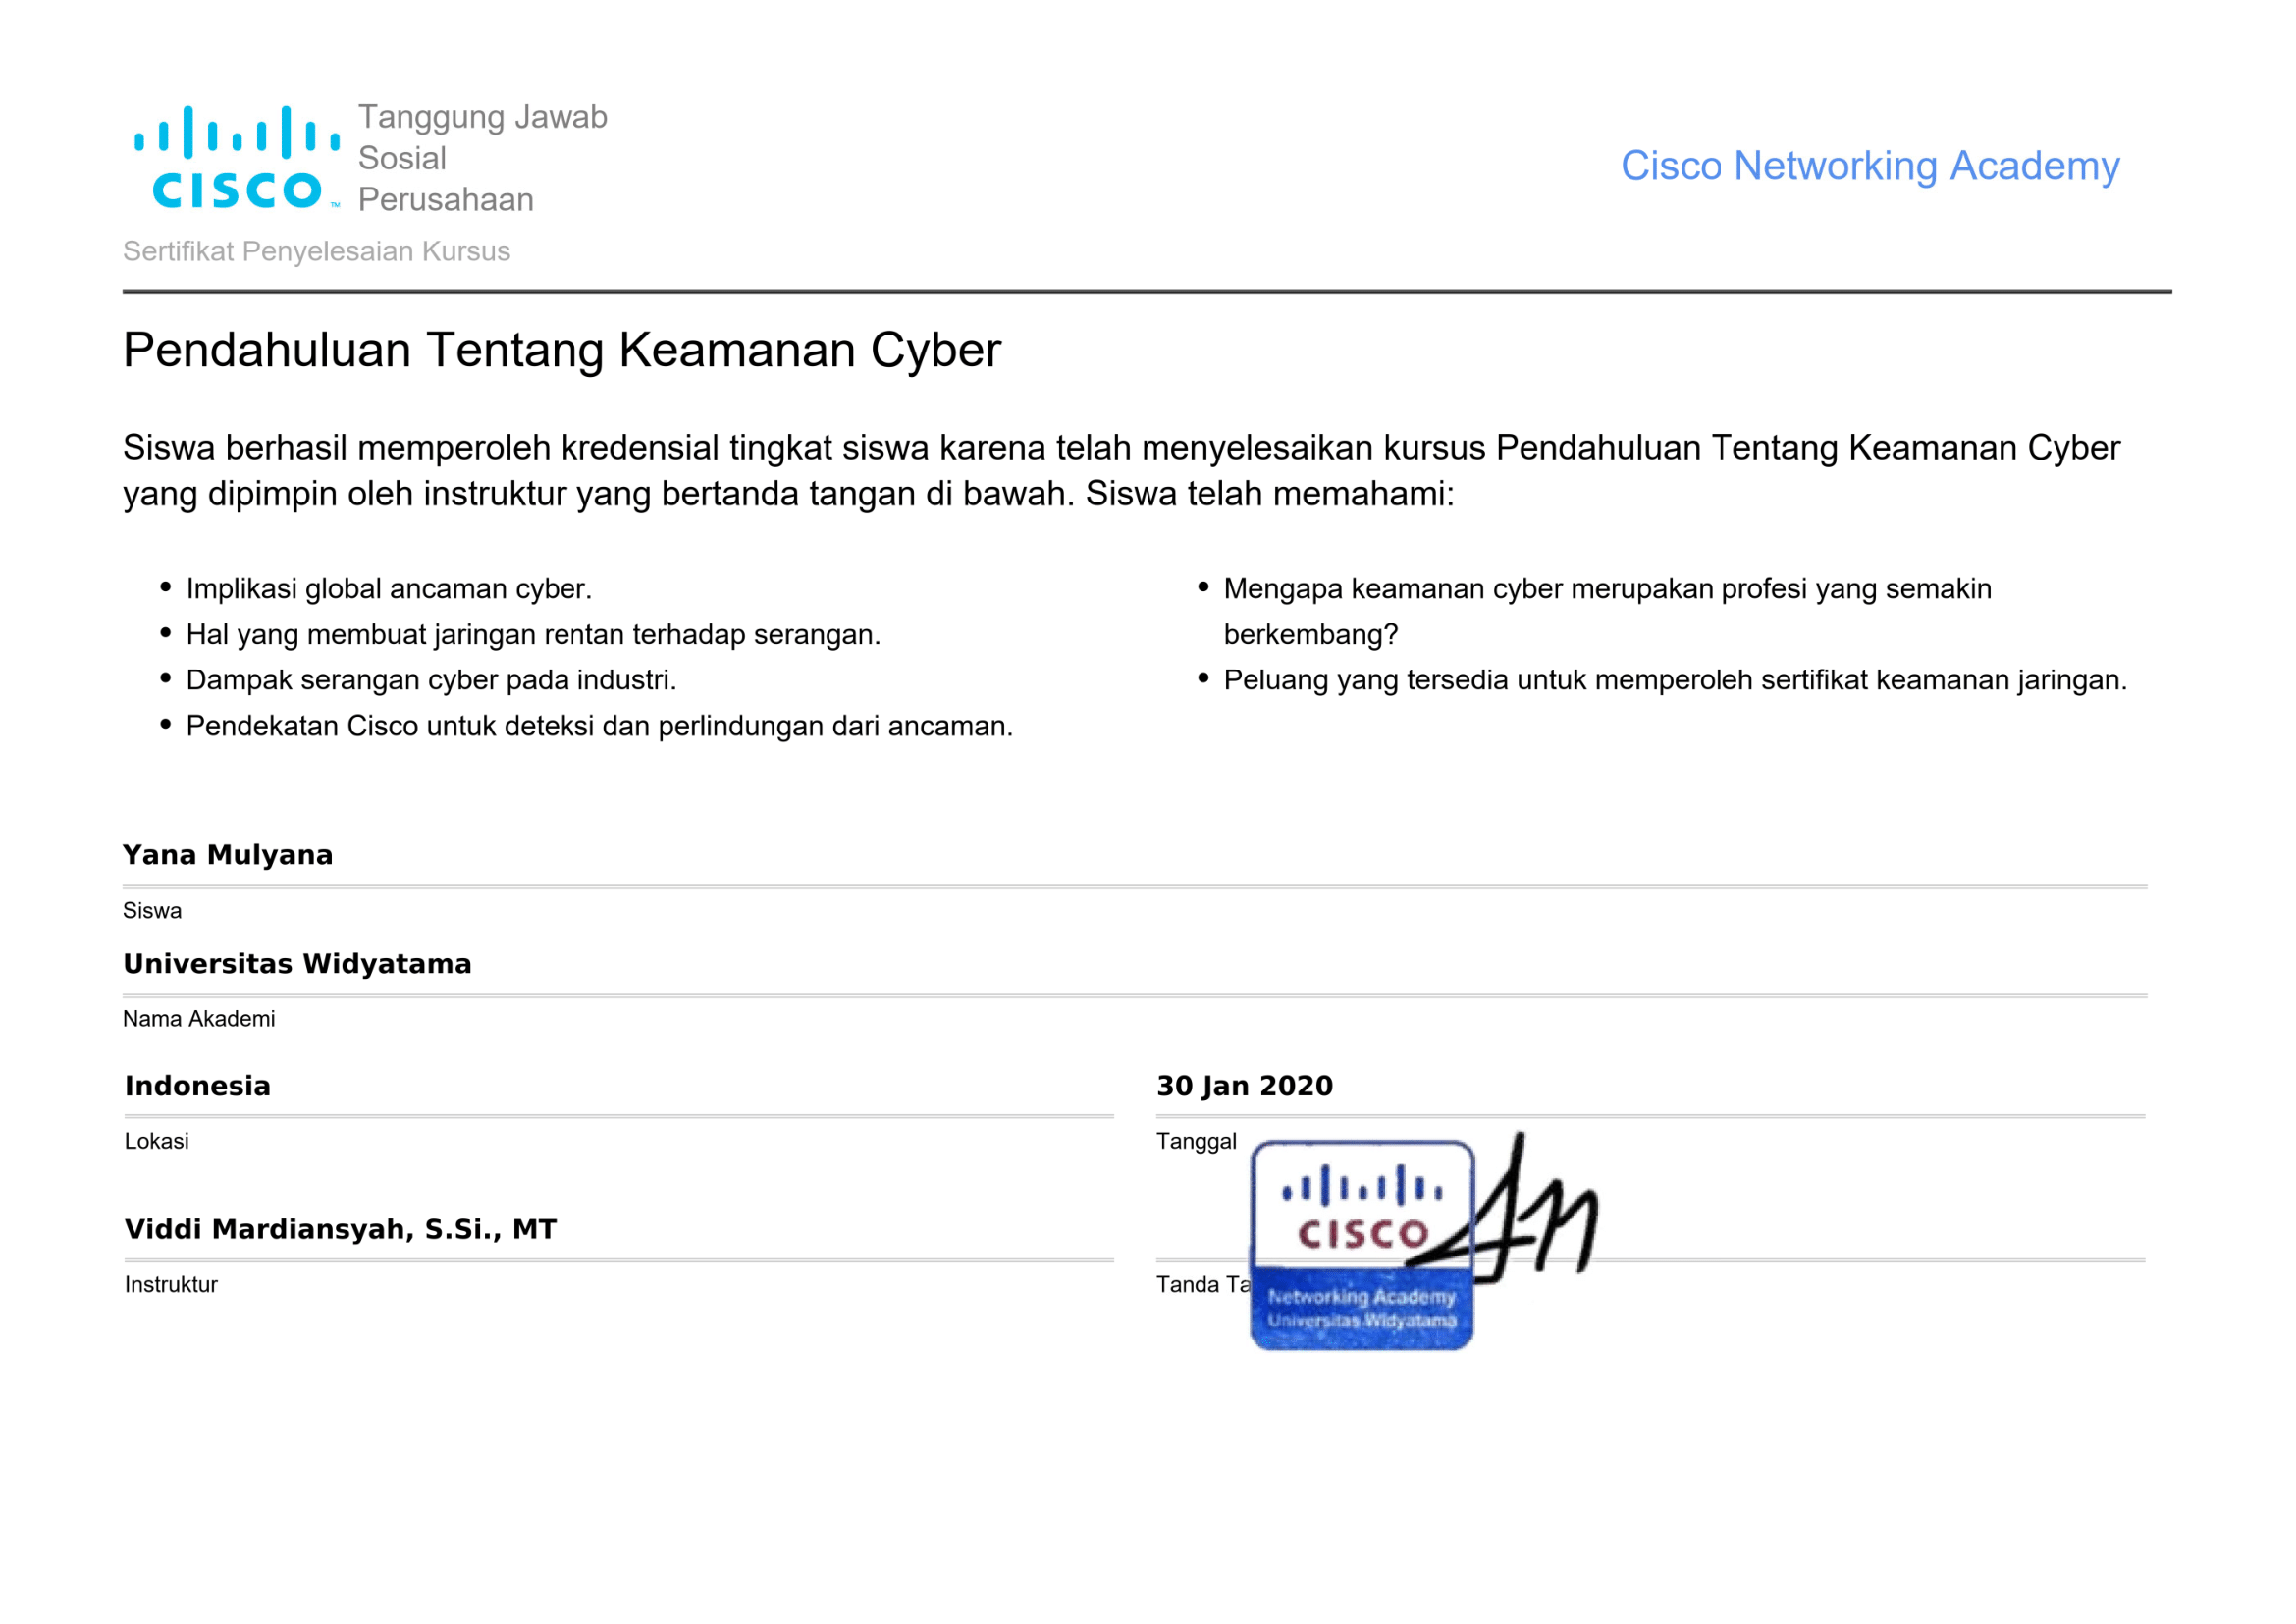 Tanggung Jawab
Sosial
Perusahaan
CISCO™
Cisco Networking Academy
Sertifikat Penyelesaian Kursus
Pendahuluan Tentang Keamanan Cyber
Siswa berhasil memperoleh kredensial tingkat siswa karena telah menyelesaikan kursus Pendahuluan Tentang Keamanan Cyber
yang dipimpin oleh instruktur yang bertanda tangan di bawah. Siswa telah memahami:
• Implikasi global ancaman cyber.
• Hal yang membuat jaringan rentan terhadap serangan.
• Dampak serangan cyber pada industri.
• Pendekatan Cisco untuk deteksi dan perlindungan dari ancaman.
• Mengapa keamanan cyber merupakan profesi yang semakin
berkembang?
• Peluang yang tersedia untuk memperoleh sertifikat keamanan jaringan.
Yana Mulyana
Siswa
Universitas Widyatama
Nama Akademi
Indonesia
Lokasi
30 Jan 2020
Tanggal
Viddi Mardiansyah, S.Si., MT
Instruktur
Tanda Ta
CISCO
Networking Academy
Universitas Widyatama